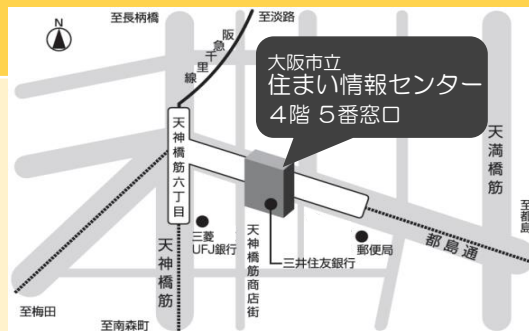 至長柄橋
至淡路
N
阪急千里線
大阪市立
住まい情報センター
4階 5番窓口
天神橋筋六丁目
天満橋筋
至都島
三菱
UFJ銀行
天神橋筋
天神橋筋商店街
三井住友銀行
郵便局
都島通
至梅田
至南森町